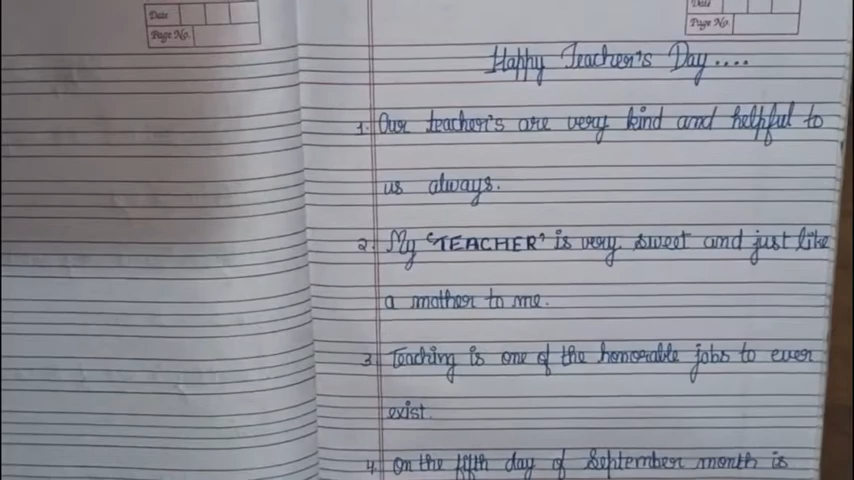 Date
Page No.
Date
Page No.
Happy Teacher's Day....
1. Our teacher's are very kind and helpful to
us always.
2. My "TEACHER" is very sweet and just like
a mother to me.
3 Teaching is one of the honorable jobs to ever
exist.
4. On the fifth day of September month is